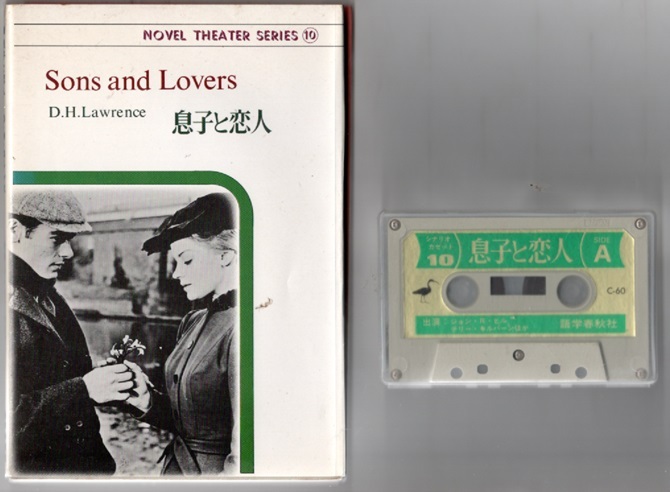 NOVEL THEATER SERIES ⑩
Sons and Lovers
D.H.Lawrence
息子と恋人
10
息子と恋人
SIDE
A
C-60
出演
語学春秋社